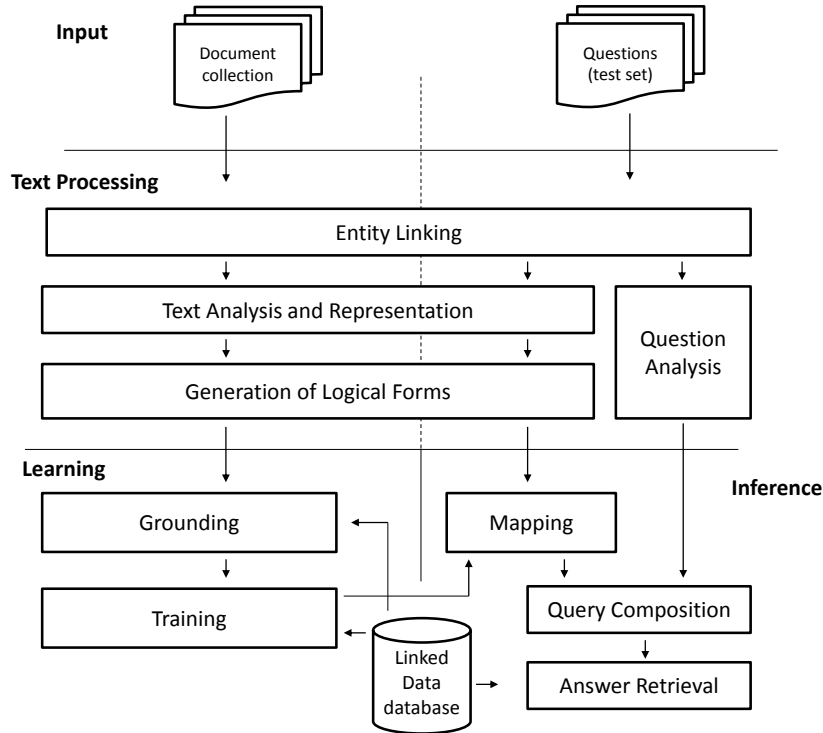 Input
Document
collection
Questions
(test set)
Text Processing
Entity Linking
Text Analysis and Representation
Question
Analysis
Generation of Logical Forms
Learning
Inference
Grounding
Mapping
Training
Query Composition
Linked
Data
database
Answer Retrieval